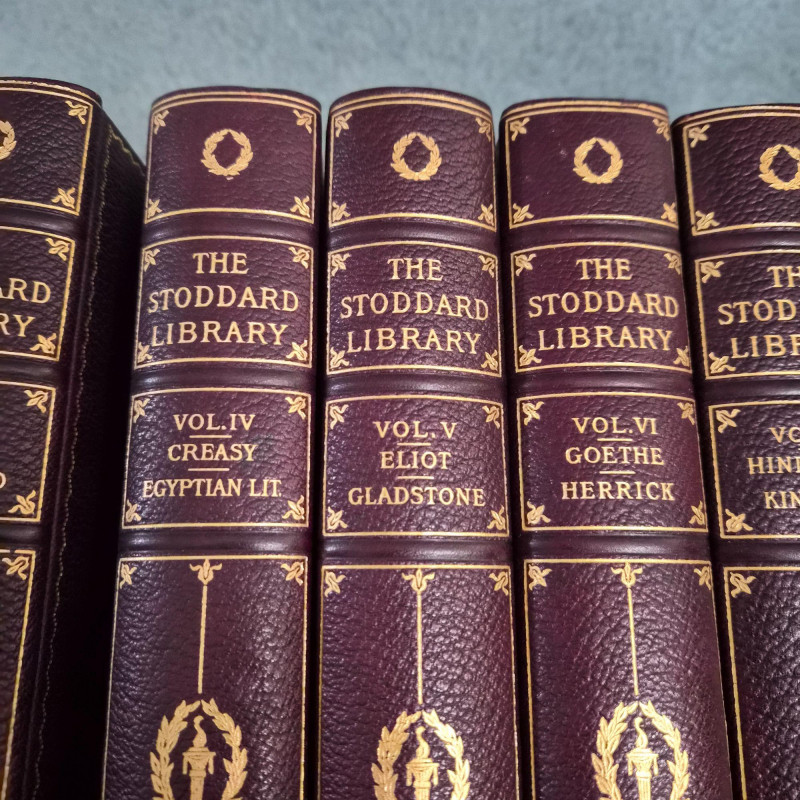 THE
STODDARD
LIBRARY
VOL. IV
CREASY
EGYPTIAN LIT.
THE
STODDARD
LIBRARY
VOL. V
ELIOT
GLADSTONE
THE
STODDARD
LIBRARY
VOL. VI
GOETHE
HERRICK